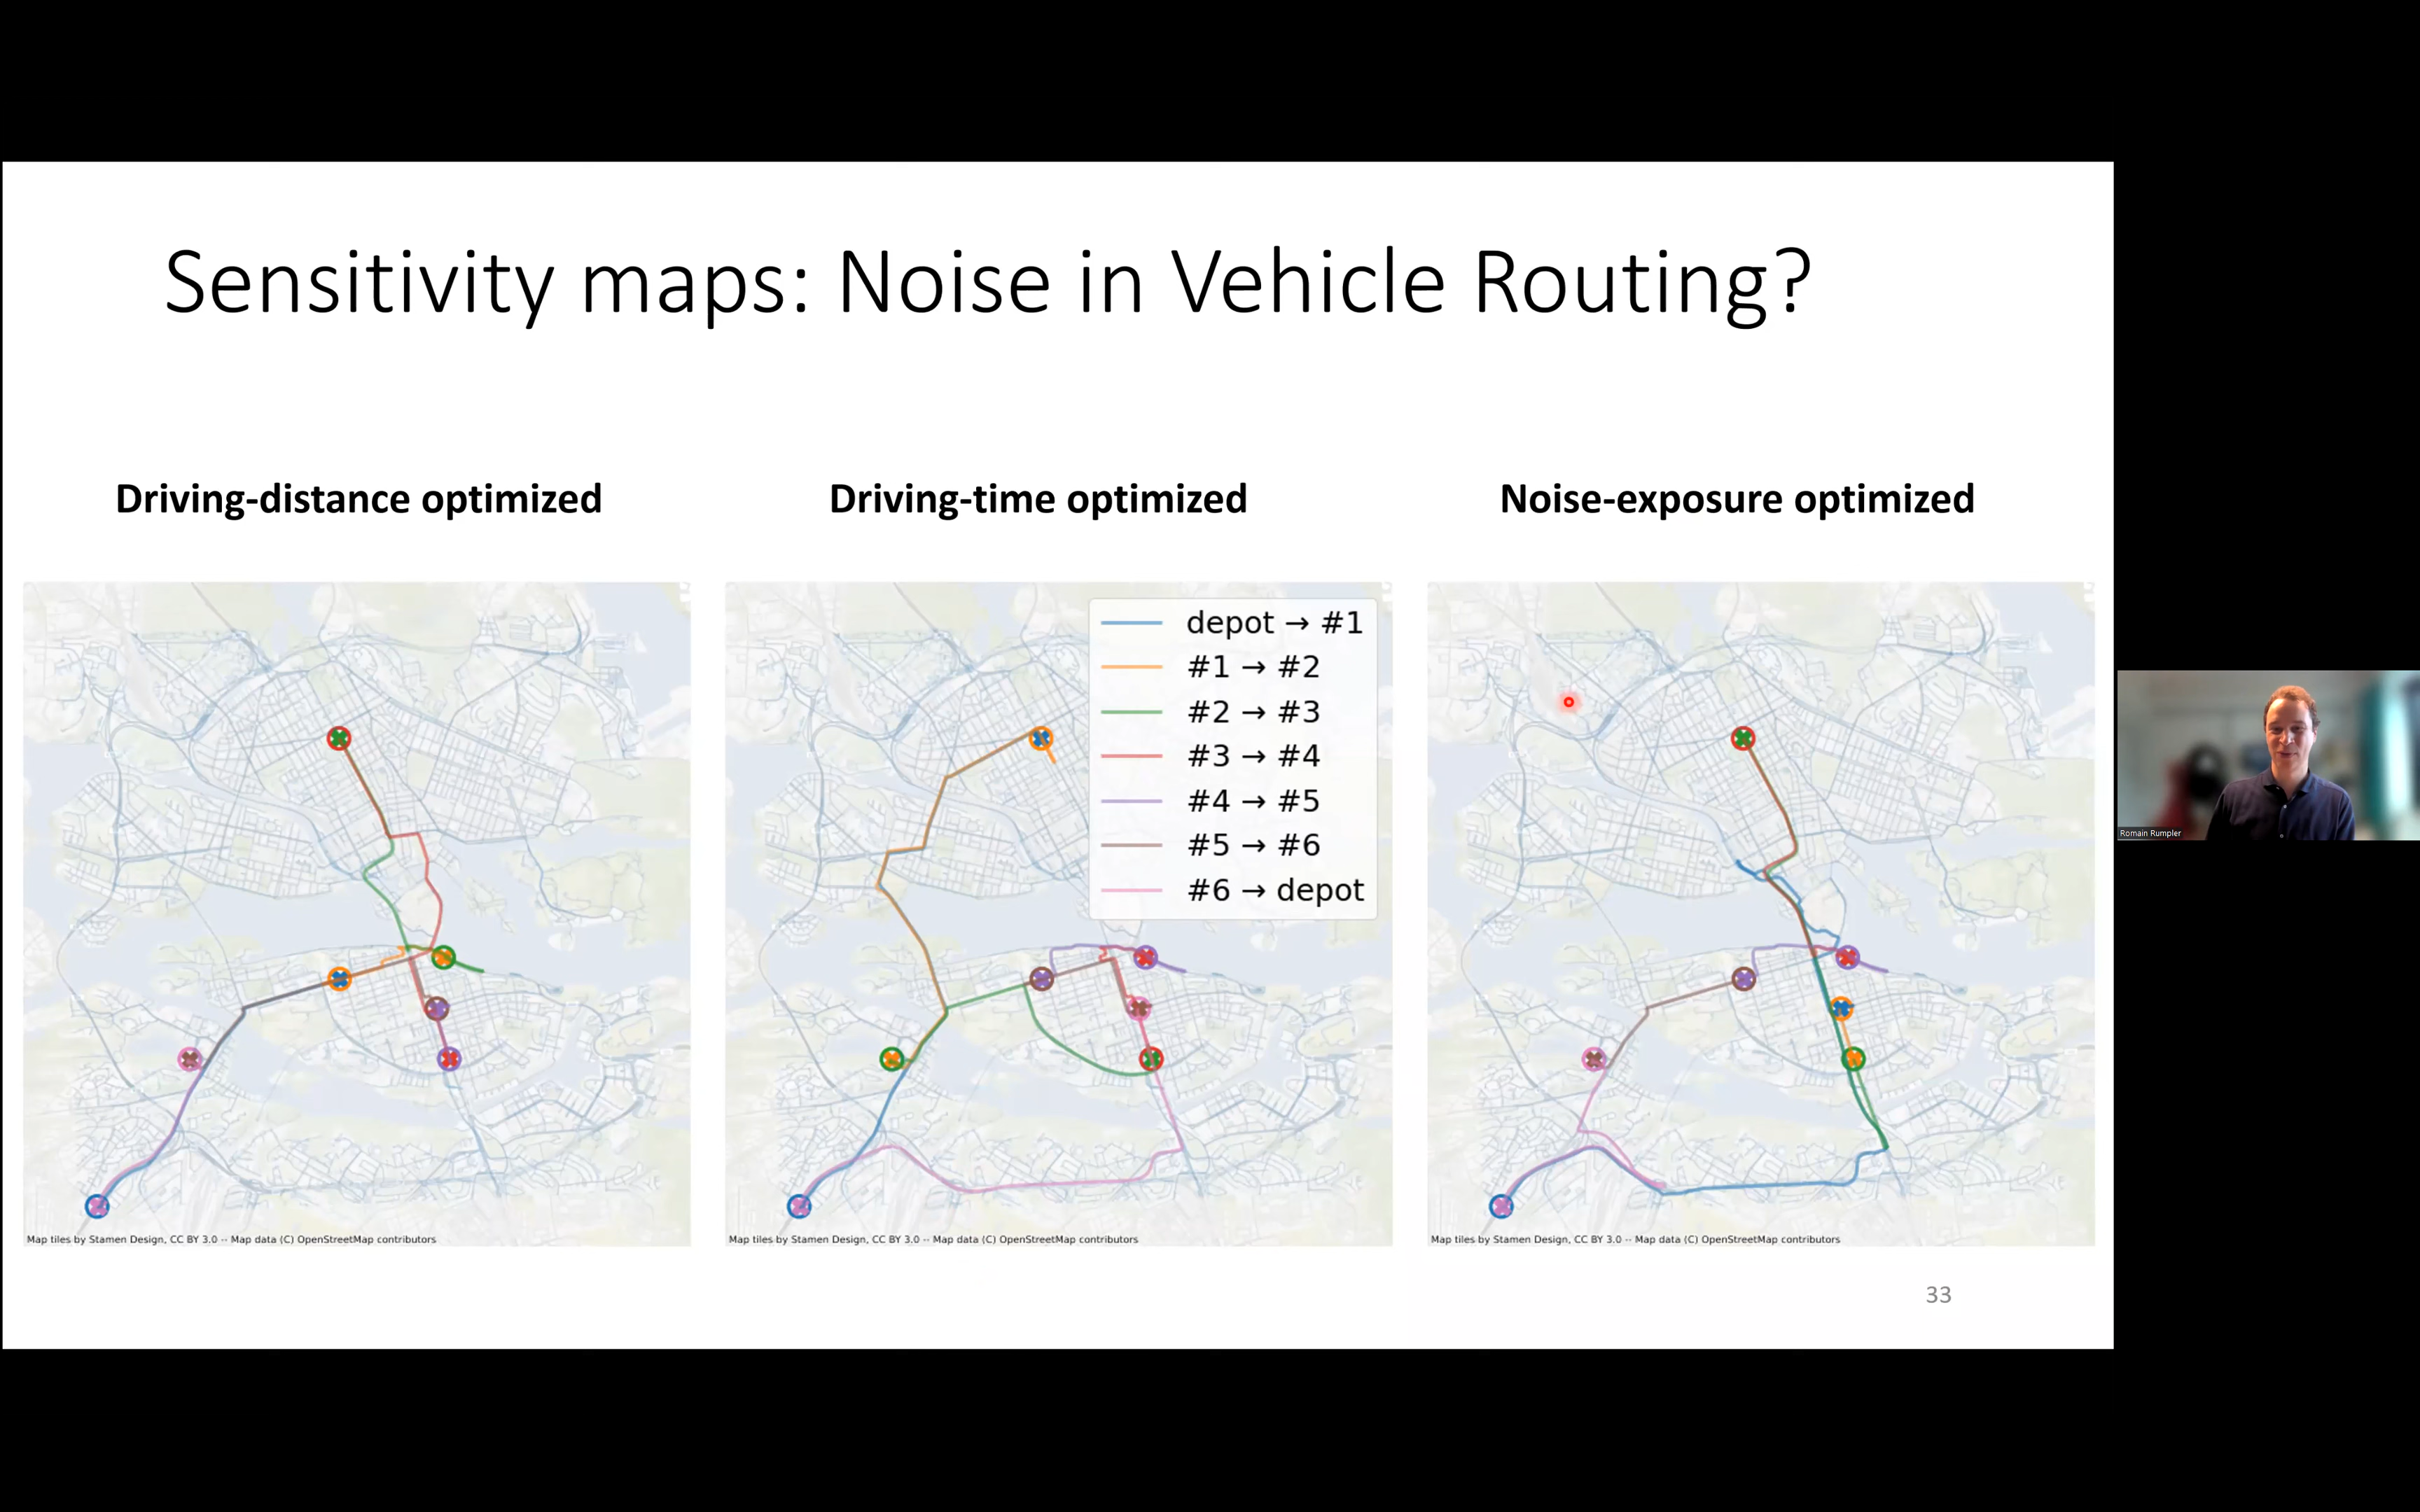 Sensitivity maps: Noise in Vehicle Routing?
Driving-distance optimized
Driving-time optimized
Noise-exposure optimized
depot → #1
#1 → #2
#2 → #3
#3 → #4
#4 → #5
#5 → #6
#6 → depot
Map tiles by Stamen Design, CC BY 3.0 -- Map data (C) OpenStreetMap contributors
Map tiles by Stamen Design, CC BY 3.0 -- Map data (C) OpenStreetMap contributors
Map tiles by Stamen Design, CC BY 3.0 -- Map data (C) OpenStreetMap contributors
33
Romain Rumpler